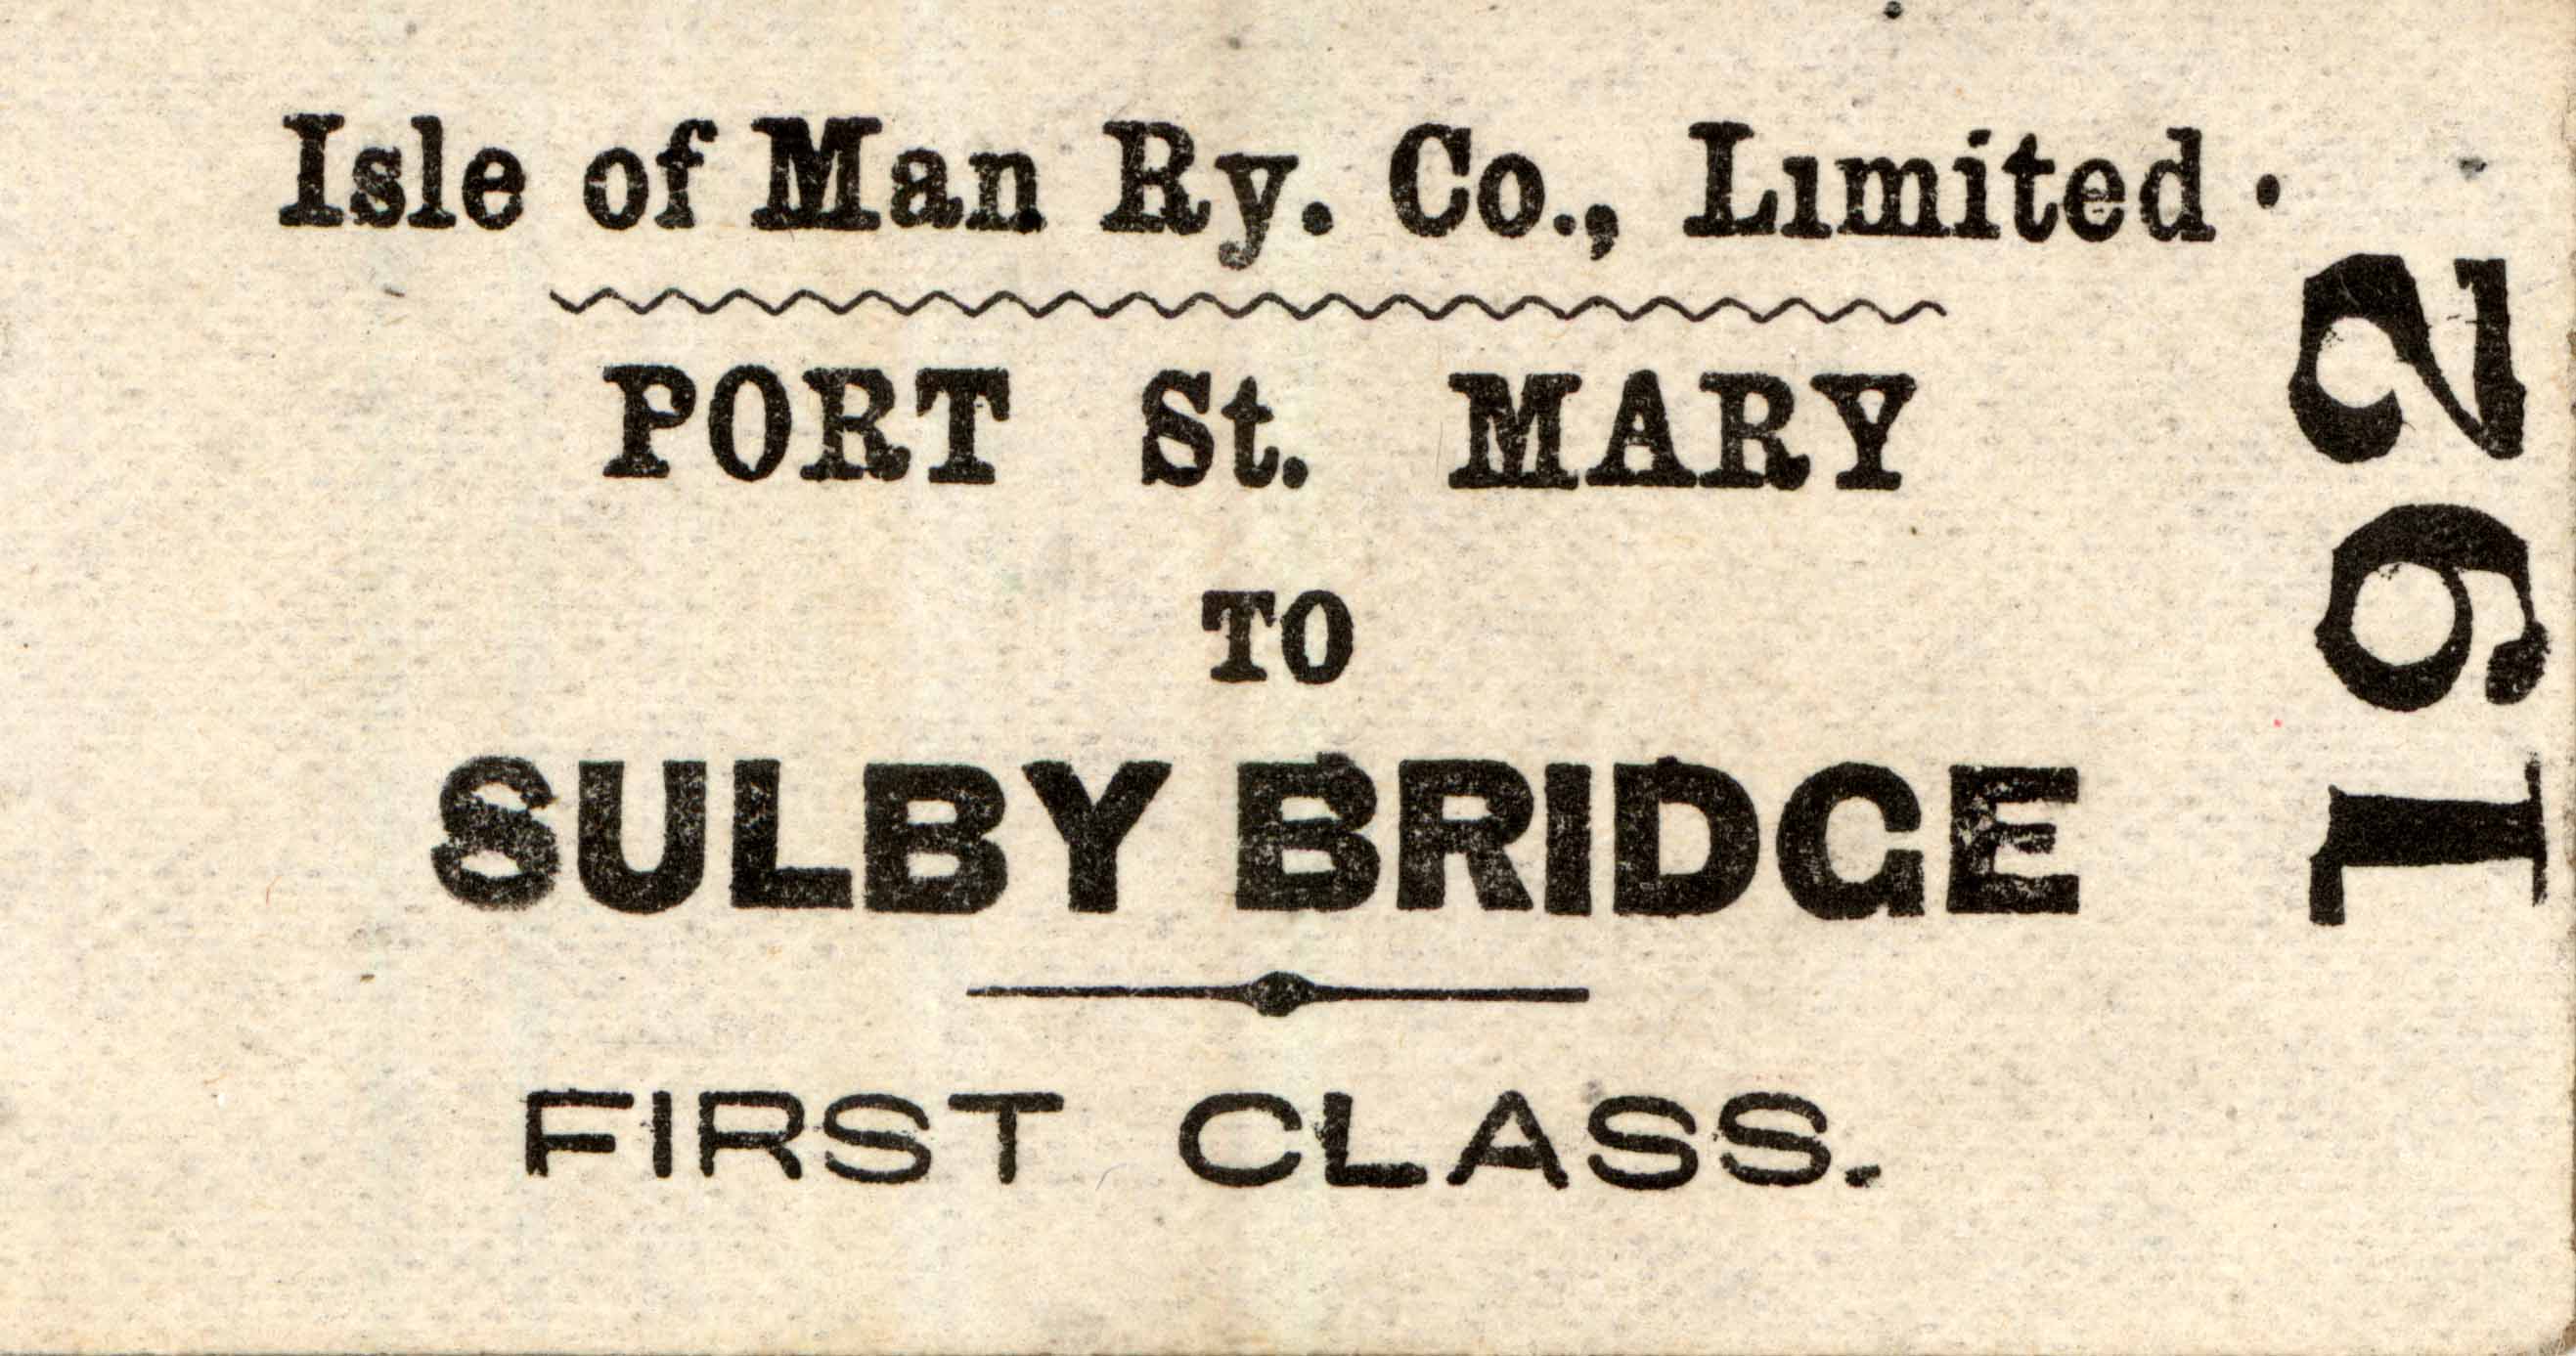 Isle of Man Ry. Co., Limited.
PORT St. MARY
TO
SULBY BRIDGE
FIRST CLASS.
192